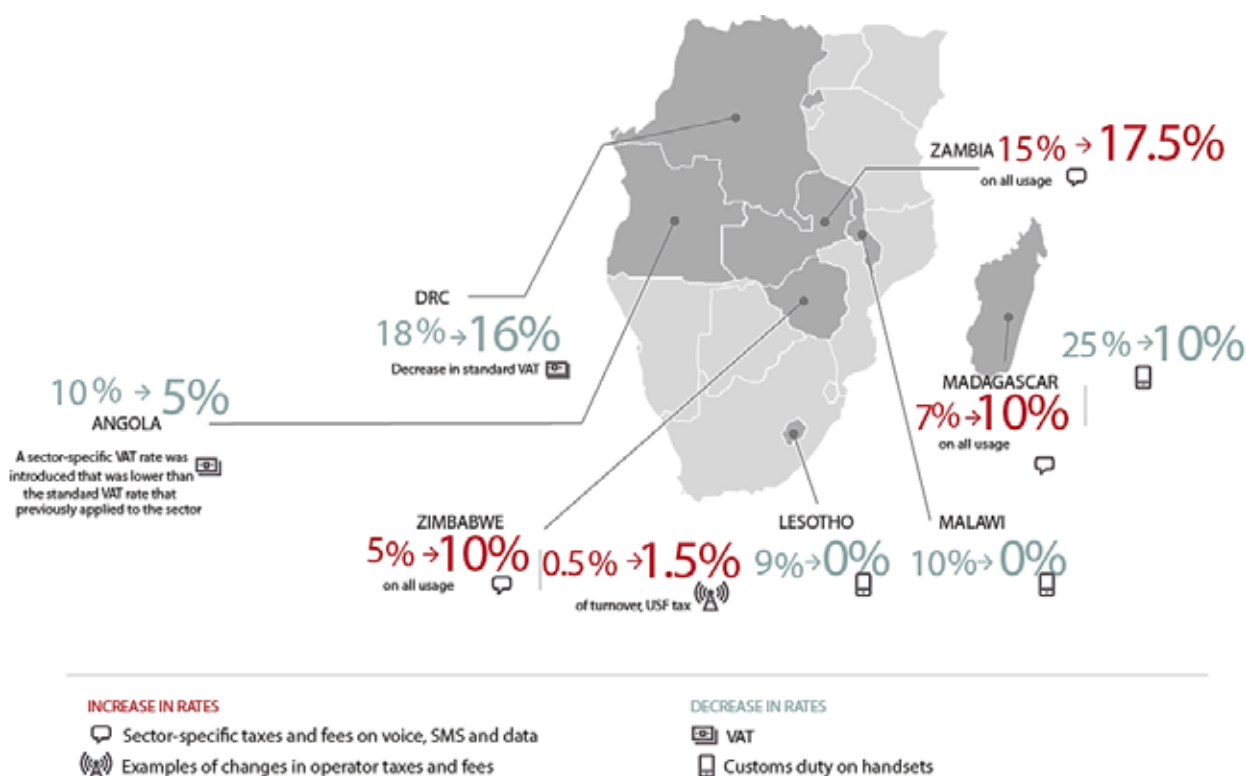 ZAMBIA 15% → 17.5%
on all usage
DRC
18% → 16%
Decrease in standard VAT
10% → 5%
ANGOLA
A sector-specific VAT rate was
introduced that was lower than
the standard VAT rate that
previously applied to the sector
25% → 10%
MADAGASCAR
7% → 10%
on all usage
ZIMBABWE
5% → 10%
on all usage
0.5% → 1.5%
of turnover, USF tax
LESOTHO
9% → 0%
MALAWI
10% → 0%
INCREASE IN RATES
Sector-specific taxes and fees on voice, SMS and data
Examples of changes in operator taxes and fees
DECREASE IN RATES
VAT
Customs duty on handsets